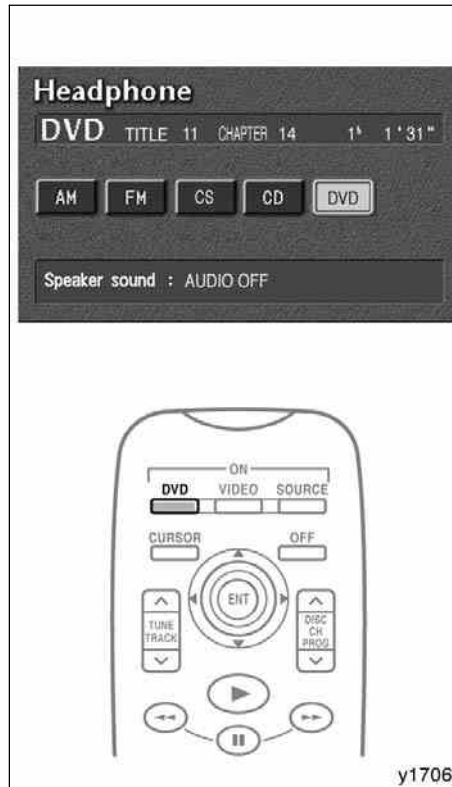 Headphone
DVD TITLE 11 CHAPTER 14 1h 1'31"
AM FM CS CD DVD
Speaker sound : AUDIO OFF
ON
DVD VIDEO SOURCE
CURSOR OFF
ENT
TUNE
TRACK
DISC
CH
PROG
y1706